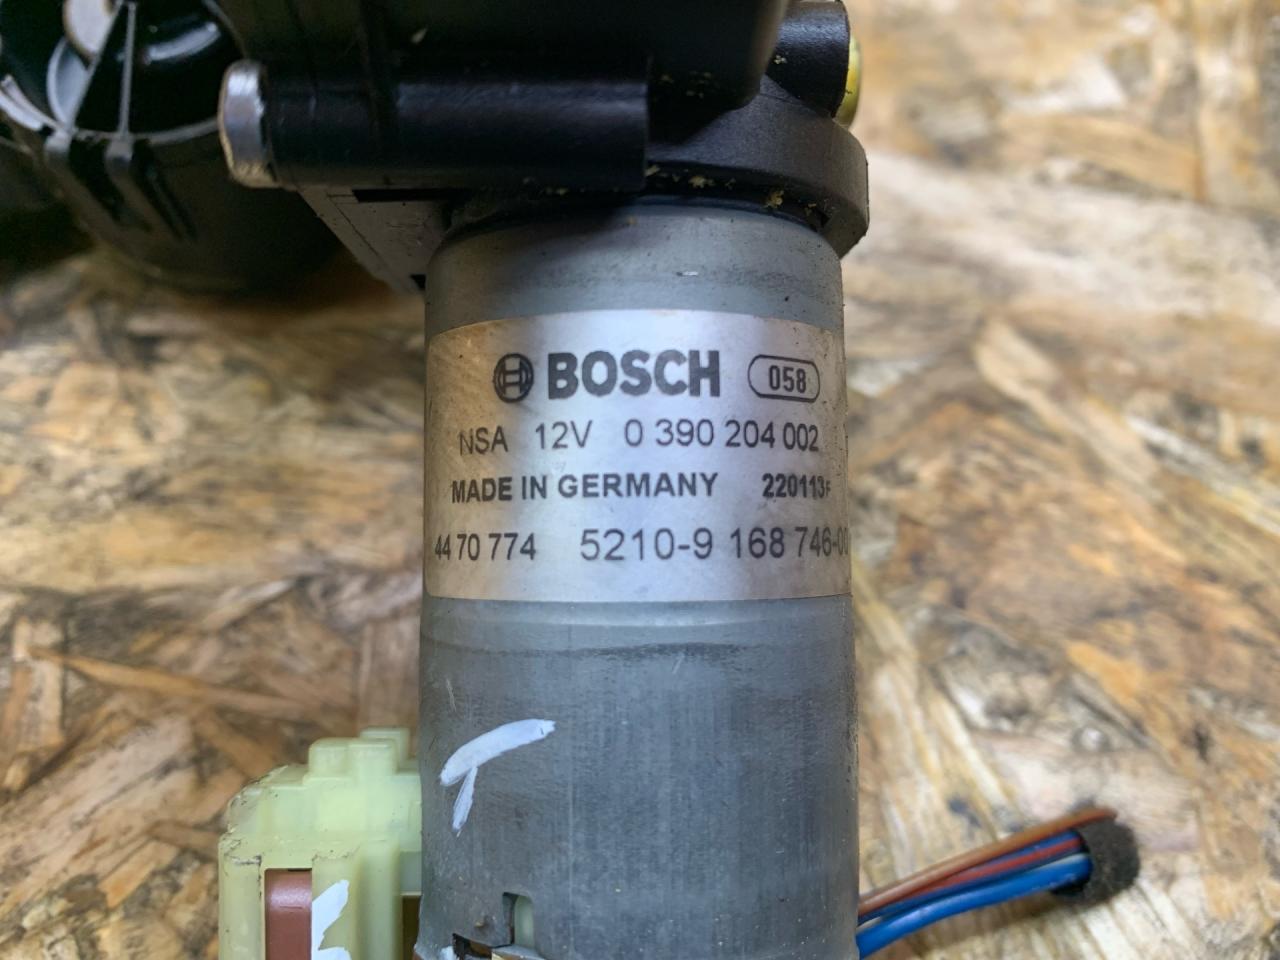 BOSCH 058
NSA 12V 0 390 204 002
MADE IN GERMANY 220113F
44 70 774 5210-9 168 746-00